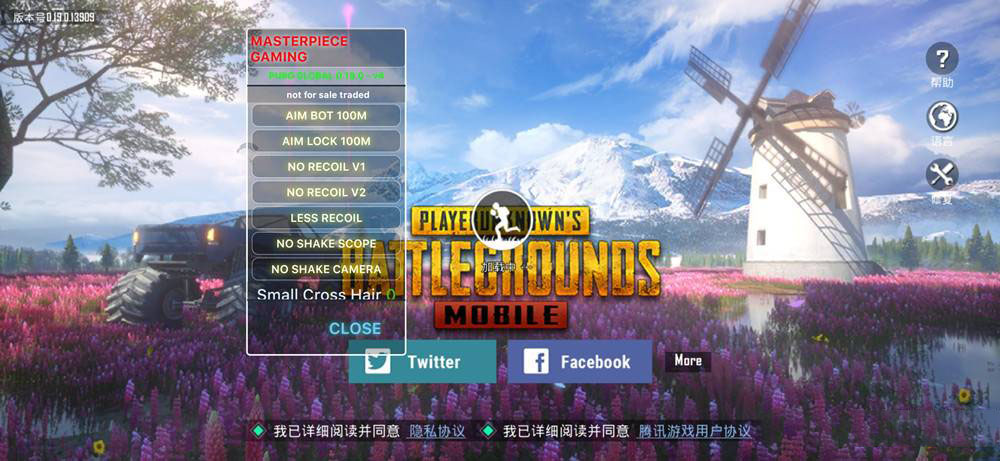 版本号0.19.0.13909
MASTERPIECE
GAMING
PUBG GLOBAL 0.19.0 - v4
not for sale traded
AIM BOT 100M
AIM LOCK 100M
NO RECOIL V1
NO RECOIL V2
LESS RECOIL
NO SHAKE SCOPE
NO SHAKE CAMERA
Small Cross Hair 0
CLOSE
帮助
语言
修复
PLAYERUNKNOWN'S
加载中
BATTLEGROUNDS
MOBILE
Twitter
Facebook
More
我已详细阅读并同意 隐私协议
我已详细阅读并同意 腾讯游戏用户协议